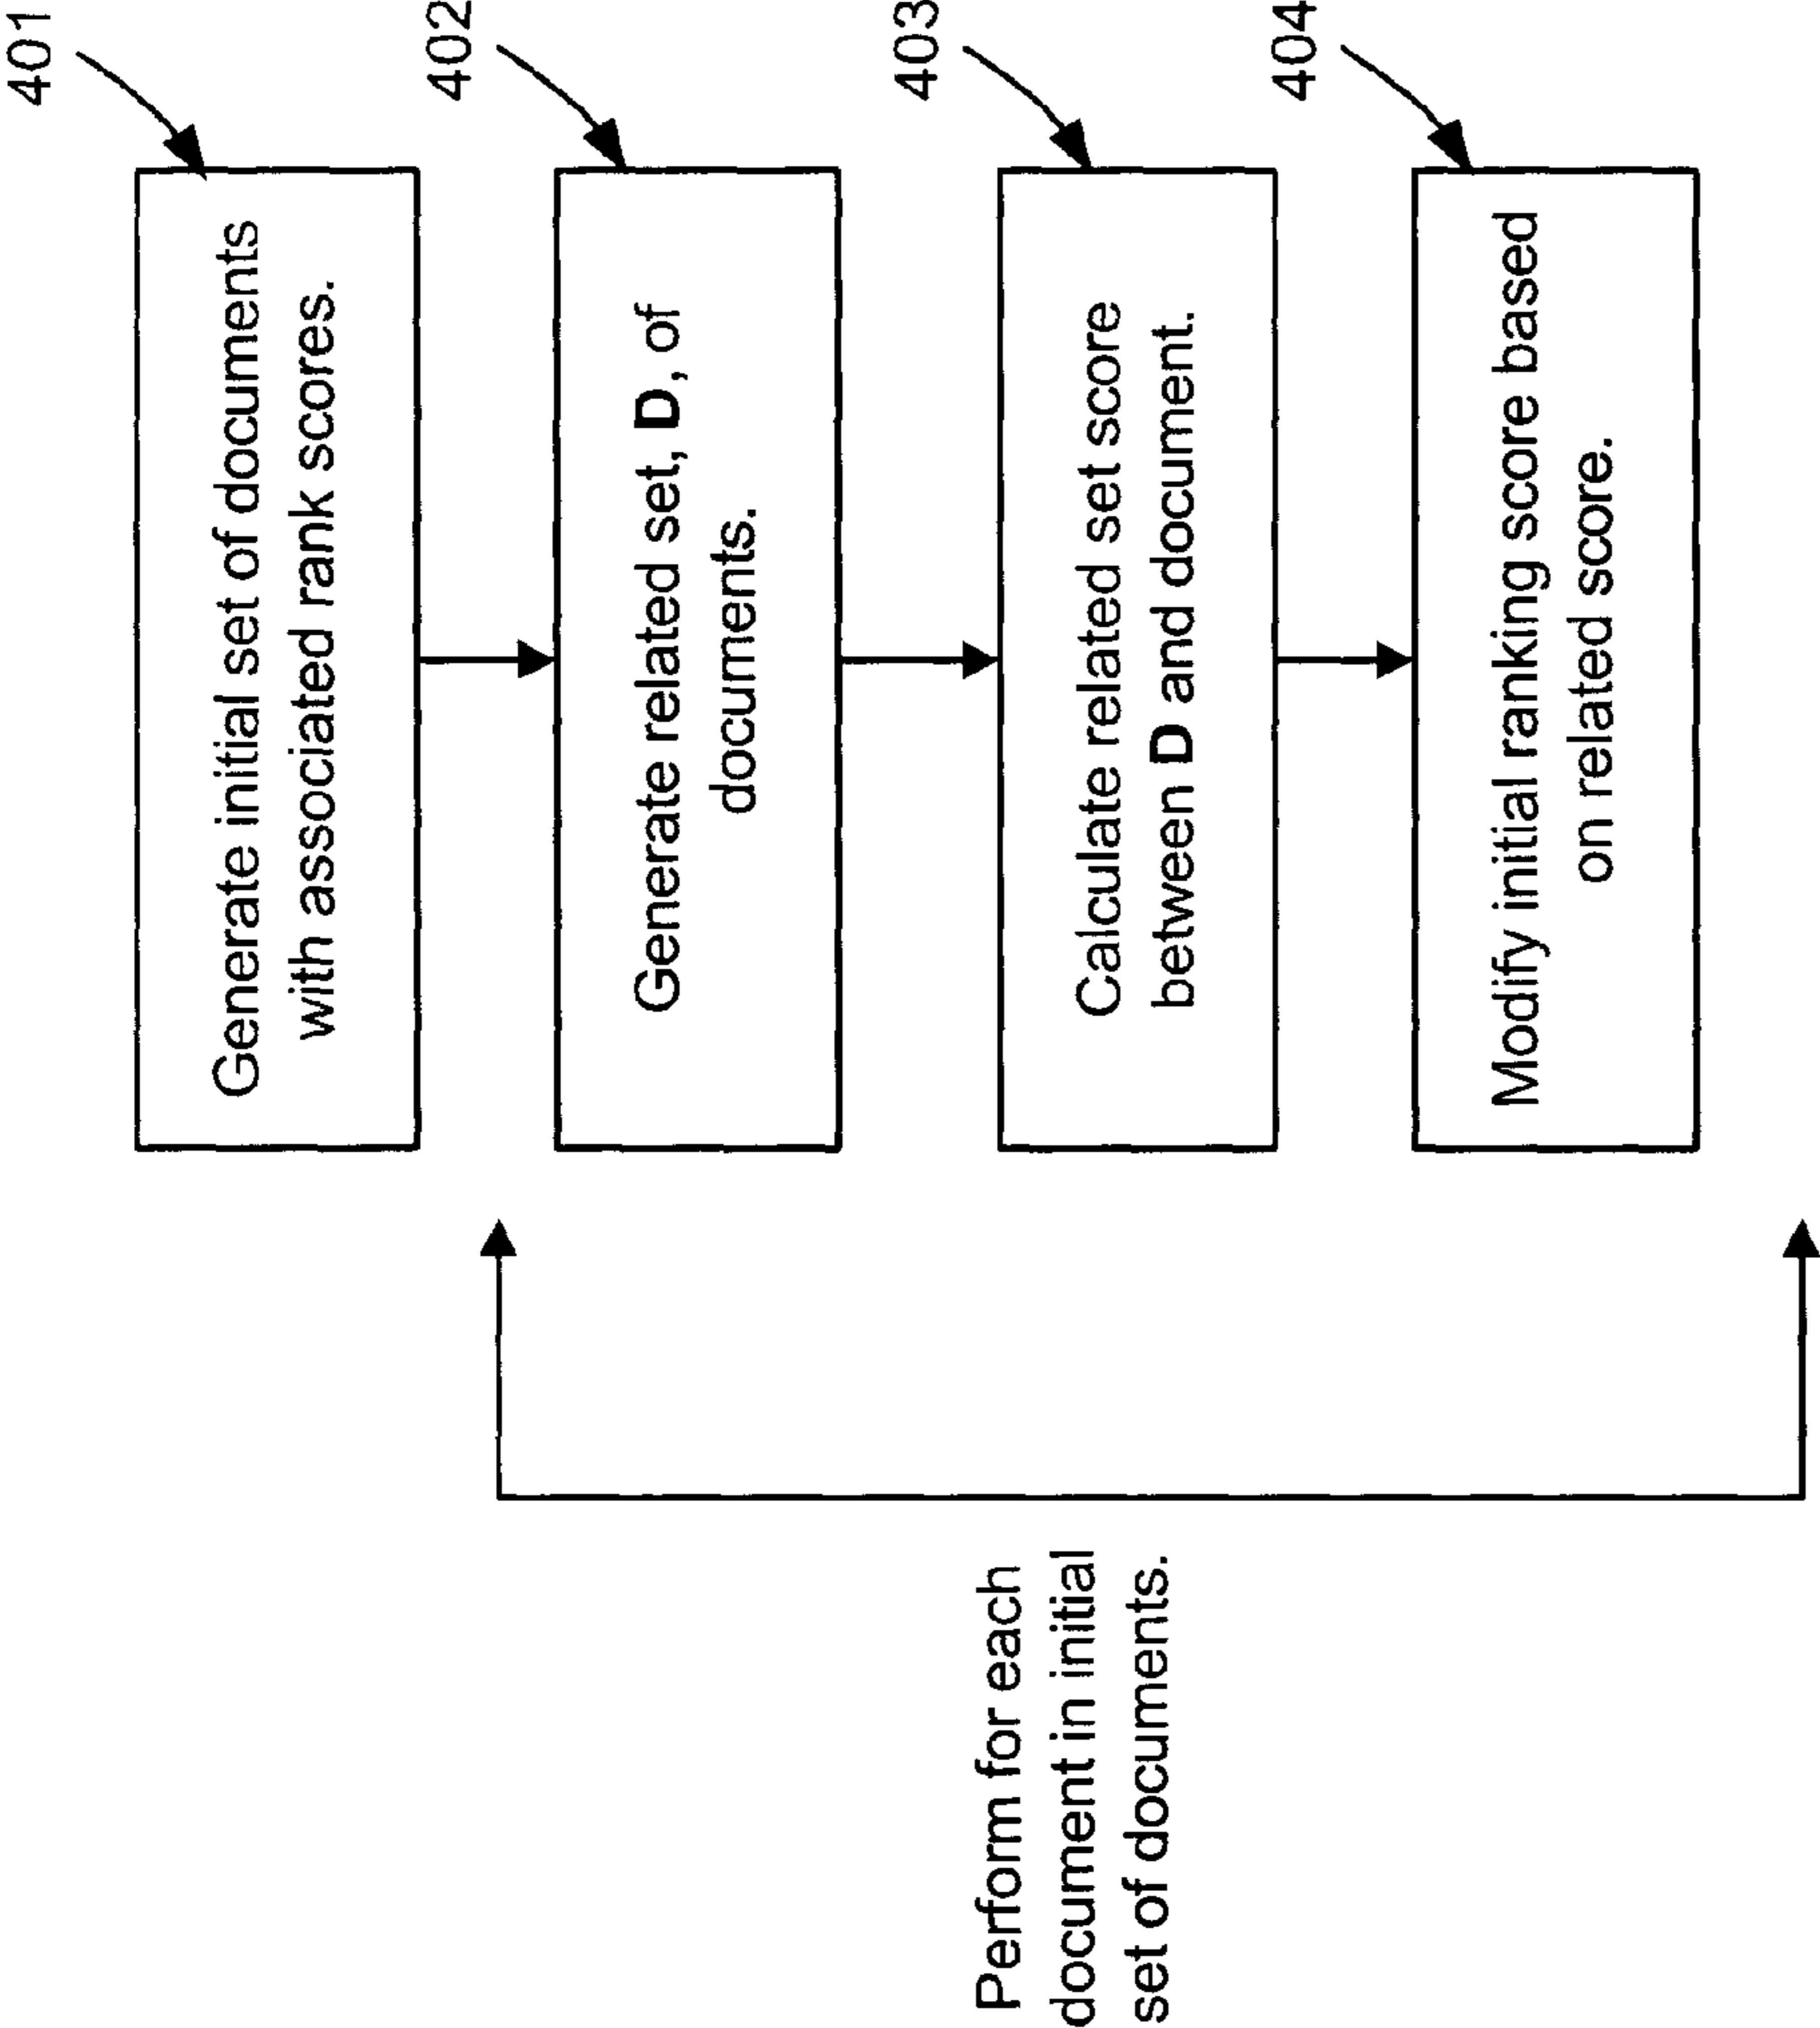 401
Generate initial set of documents
with associated rank scores.
402
Generate related set, D, of
documents.
403
Calculate related set score
between D and document.
404
Modify initial ranking score based
on related score.
Perform for each
document in initial
set of documents.